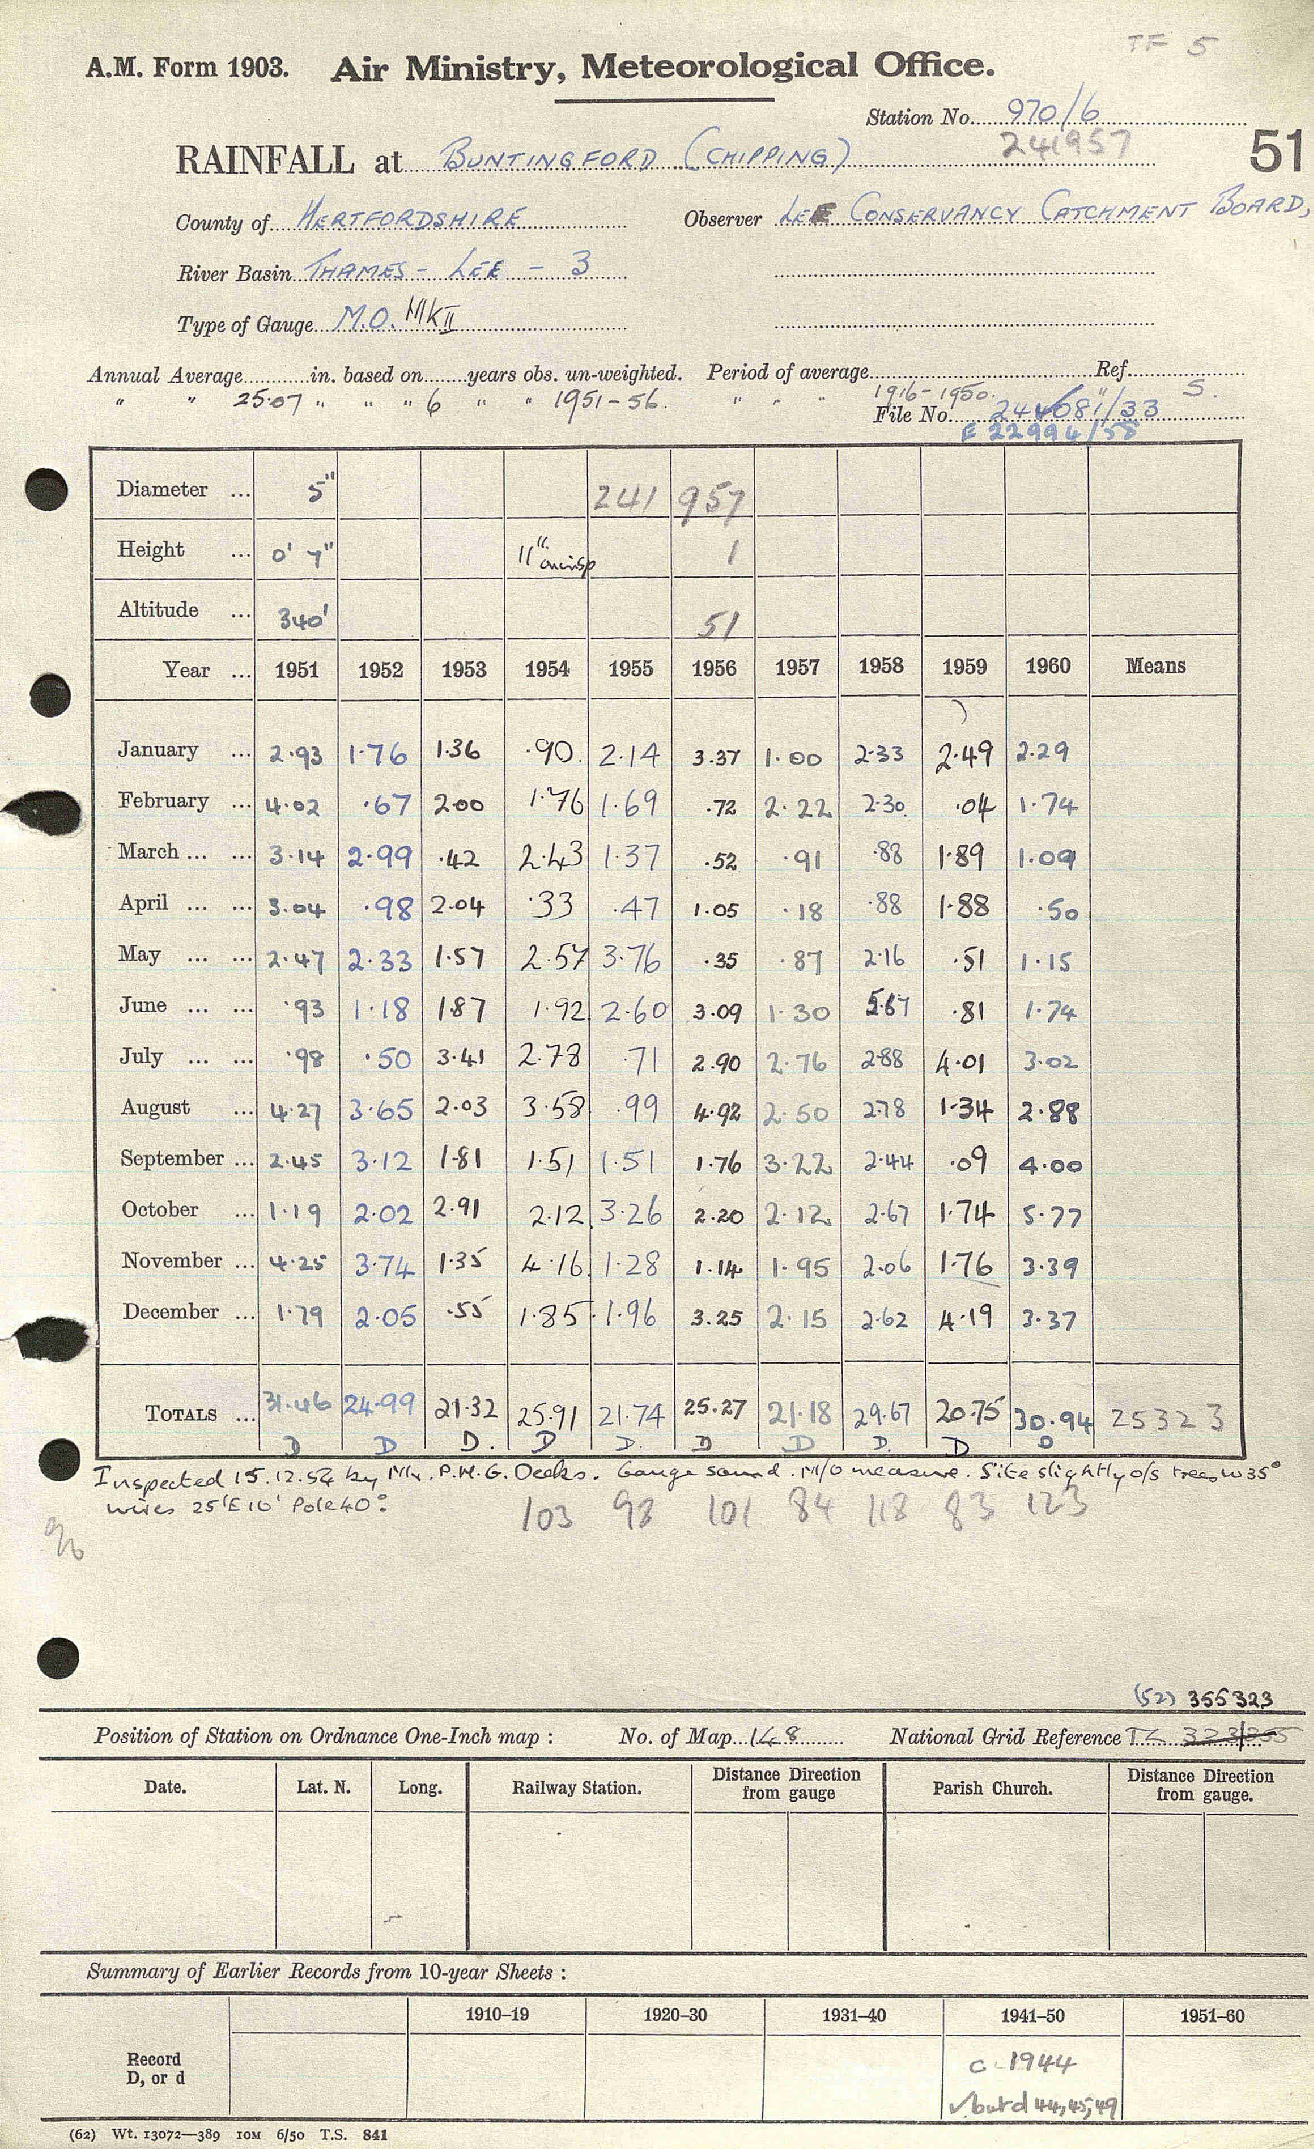 TF 5
A.M. Form 1903. Air Ministry, Meteorological Office.
Station No. 970/6
RAINFALL at BUNTINGFORD (CHIPPING) 241957 51
County of HERTFORDSHIRE Observer LEE CONSERVANCY CATCHMENT BOARD,
River Basin THAMES - LEE - 3
Type of Gauge M.O. MK II
Annual Average in. based on years obs. un-weighted. Period of average Ref.
" " 25.07 " " " 6 " " 1951-56. " " " 1916-1950. S.
File No. 244081/33
E 22994/58
Diameter ... 5" 241 957
Height ... 0' 7" 11" on insp 1
Altitude ... 340' 51
Year ... 1951 1952 1953 1954 1955 1956 1957 1958 1959 1960 Means
January ... 2.93 1.76 1.36 .90 2.14 3.37 1.00 2.33 2.49 2.29
February ... 4.02 .67 2.00 1.76 1.69 .72 2.22 2.30 .04 1.74
March ... ... 3.14 2.99 .42 2.43 1.37 .52 .91 .88 1.89 1.09
April ... ... 3.04 .98 2.04 .33 .47 1.05 .18 .88 1.88 .50
May ... ... 2.47 2.33 1.57 2.57 3.76 .35 .87 2.16 .51 1.15
June ... ... .93 1.18 1.87 1.92 2.60 3.09 1.30 5.67 .81 1.74
July ... ... .98 .50 3.41 2.78 .71 2.90 2.76 2.88 4.01 3.02
August ... 4.27 3.65 2.03 3.58 .99 4.92 2.50 2.78 1.34 2.88
September ... 2.45 3.12 1.81 1.51 1.51 1.76 3.22 2.44 .09 4.00
October ... 1.19 2.02 2.91 2.12 3.26 2.20 2.12 2.67 1.74 5.77
November ... 4.25 3.74 1.35 4.16 1.28 1.14 1.95 2.06 1.76 3.39
December ... 1.79 2.05 .55 1.85 1.96 3.25 2.15 2.62 4.19 3.37
TOTALS ... 31.46 24.99 21.32 25.91 21.74 25.27 21.18 29.67 20.75 30.94 25323
D D D. D D. D D D. D D
Inspected 15.12.54 by Mr. P.H.G. Deeks. Gauge sound. M/O measure. Site slightly o/s trees W 35°
wires 25' E 10' Pole 40°.
% 103 98 101 84 118 83 123
(52) 355323
Position of Station on Ordnance One-Inch map : No. of Map 148 National Grid Reference TL 323/355
Date. Lat. N. Long. Railway Station. Distance Direction from gauge Parish Church. Distance Direction from gauge.
Summary of Earlier Records from 10-year Sheets :
1910–19 1920–30 1931–40 1941–50 1951–60
Record D, or d c. 1944
✓ but d 44,45,49
(62) Wt. 13072—389 10M 6/50 T.S. 841